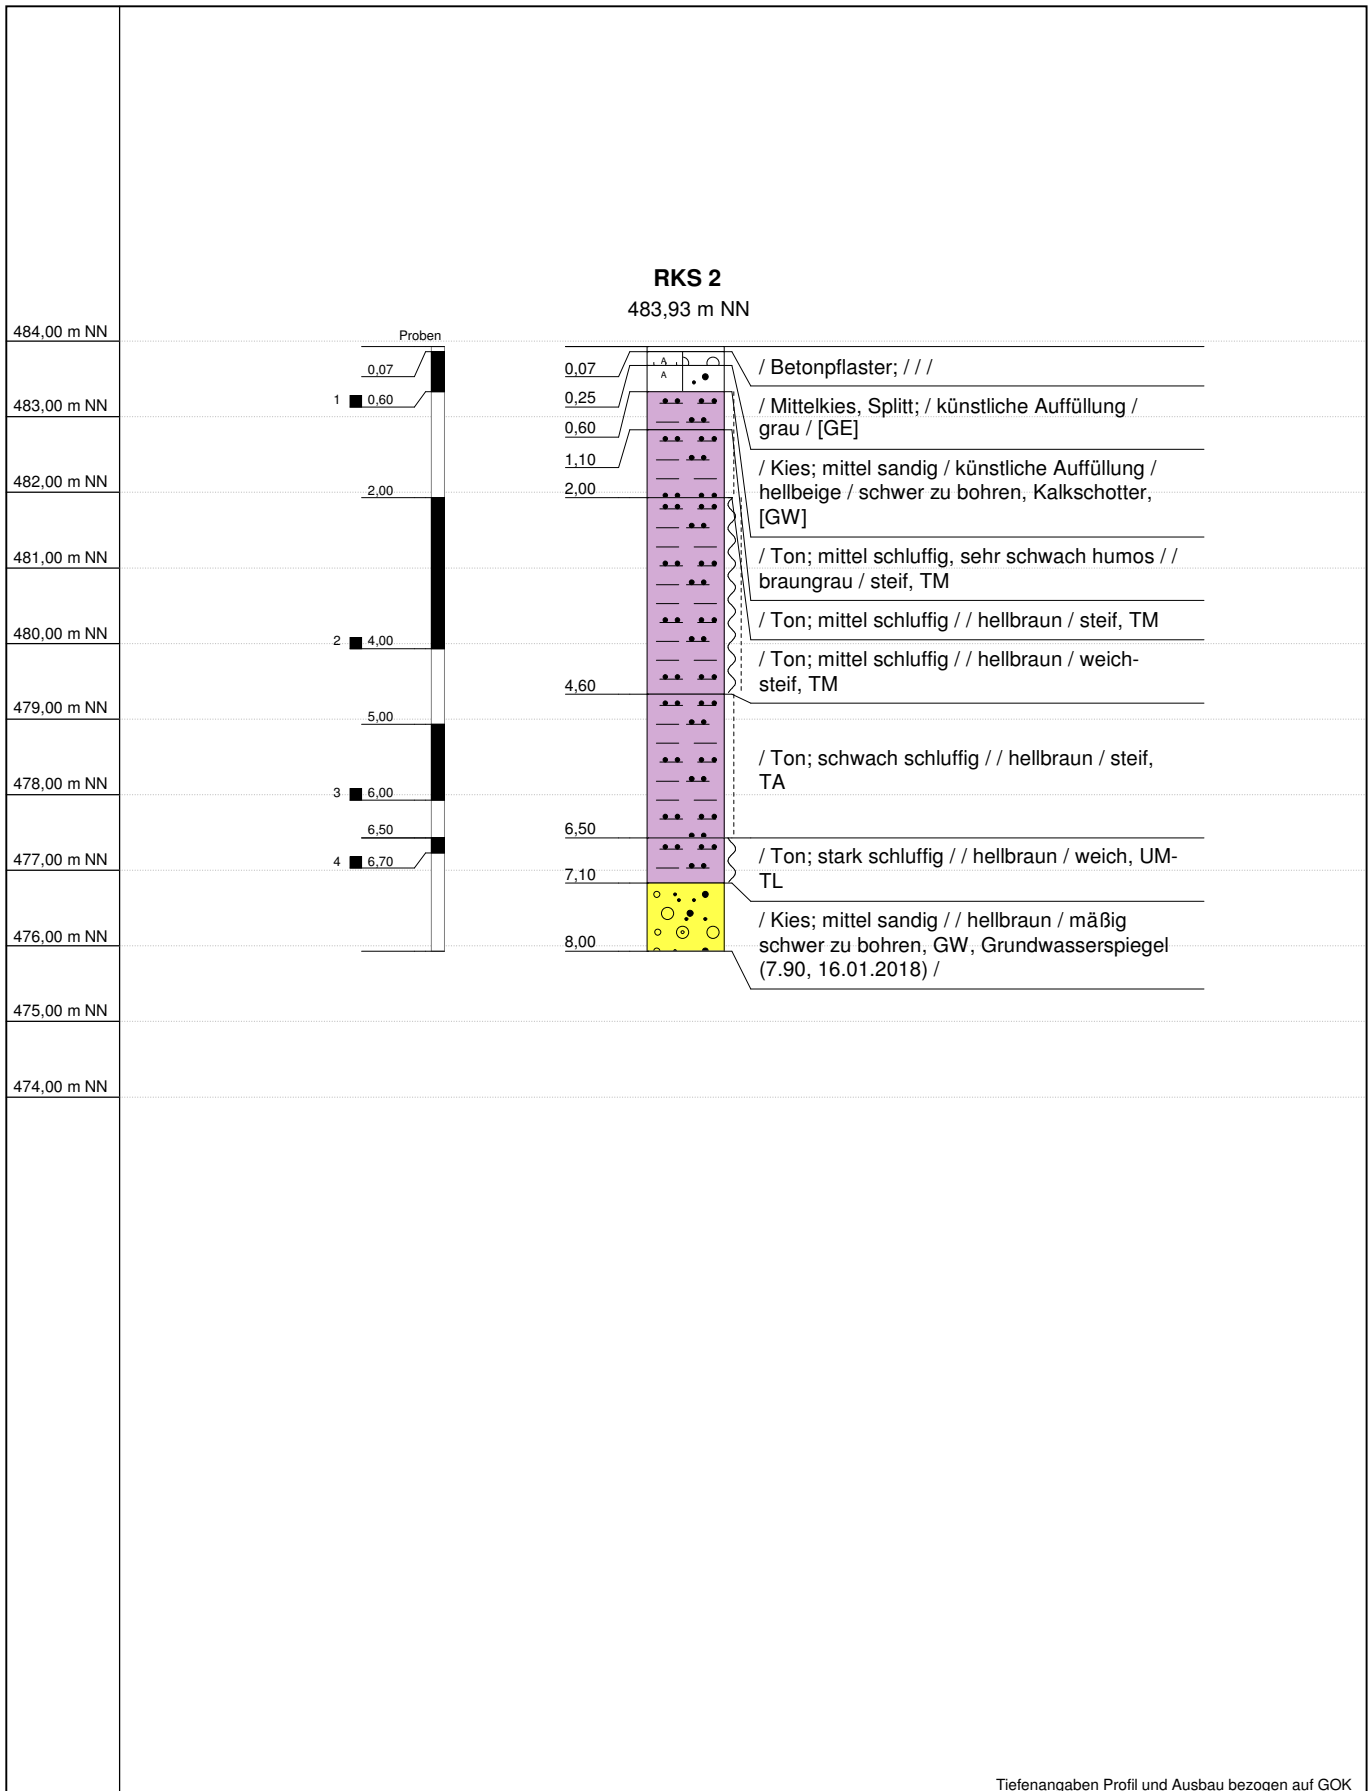 RKS 2
483,93 m NN
484,00 m NN
483,00 m NN
482,00 m NN
481,00 m NN
480,00 m NN
479,00 m NN
478,00 m NN
477,00 m NN
476,00 m NN
475,00 m NN
474,00 m NN
Proben
0,07
1 0,60
2,00
2 4,00
5,00
3 6,00
6,50
4 6,70
0,07
0,25
0,60
1,10
2,00
4,60
6,50
7,10
8,00
A
A
/ Betonpflaster; / / /
/ Mittelkies, Splitt; / künstliche Auffüllung /
grau / [GE]
/ Kies; mittel sandig / künstliche Auffüllung /
hellbeige / schwer zu bohren, Kalkschotter,
[GW]
/ Ton; mittel schluffig, sehr schwach humos / /
braungrau / steif, TM
/ Ton; mittel schluffig / / hellbraun / steif, TM
/ Ton; mittel schluffig / / hellbraun / weich-
steif, TM
/ Ton; schwach schluffig / / hellbraun / steif,
TA
/ Ton; stark schluffig / / hellbraun / weich, UM-
TL
/ Kies; mittel sandig / / hellbraun / mäßig
schwer zu bohren, GW, Grundwasserspiegel
(7.90, 16.01.2018) /
Tiefenangaben Profil und Ausbau bezogen auf GOK